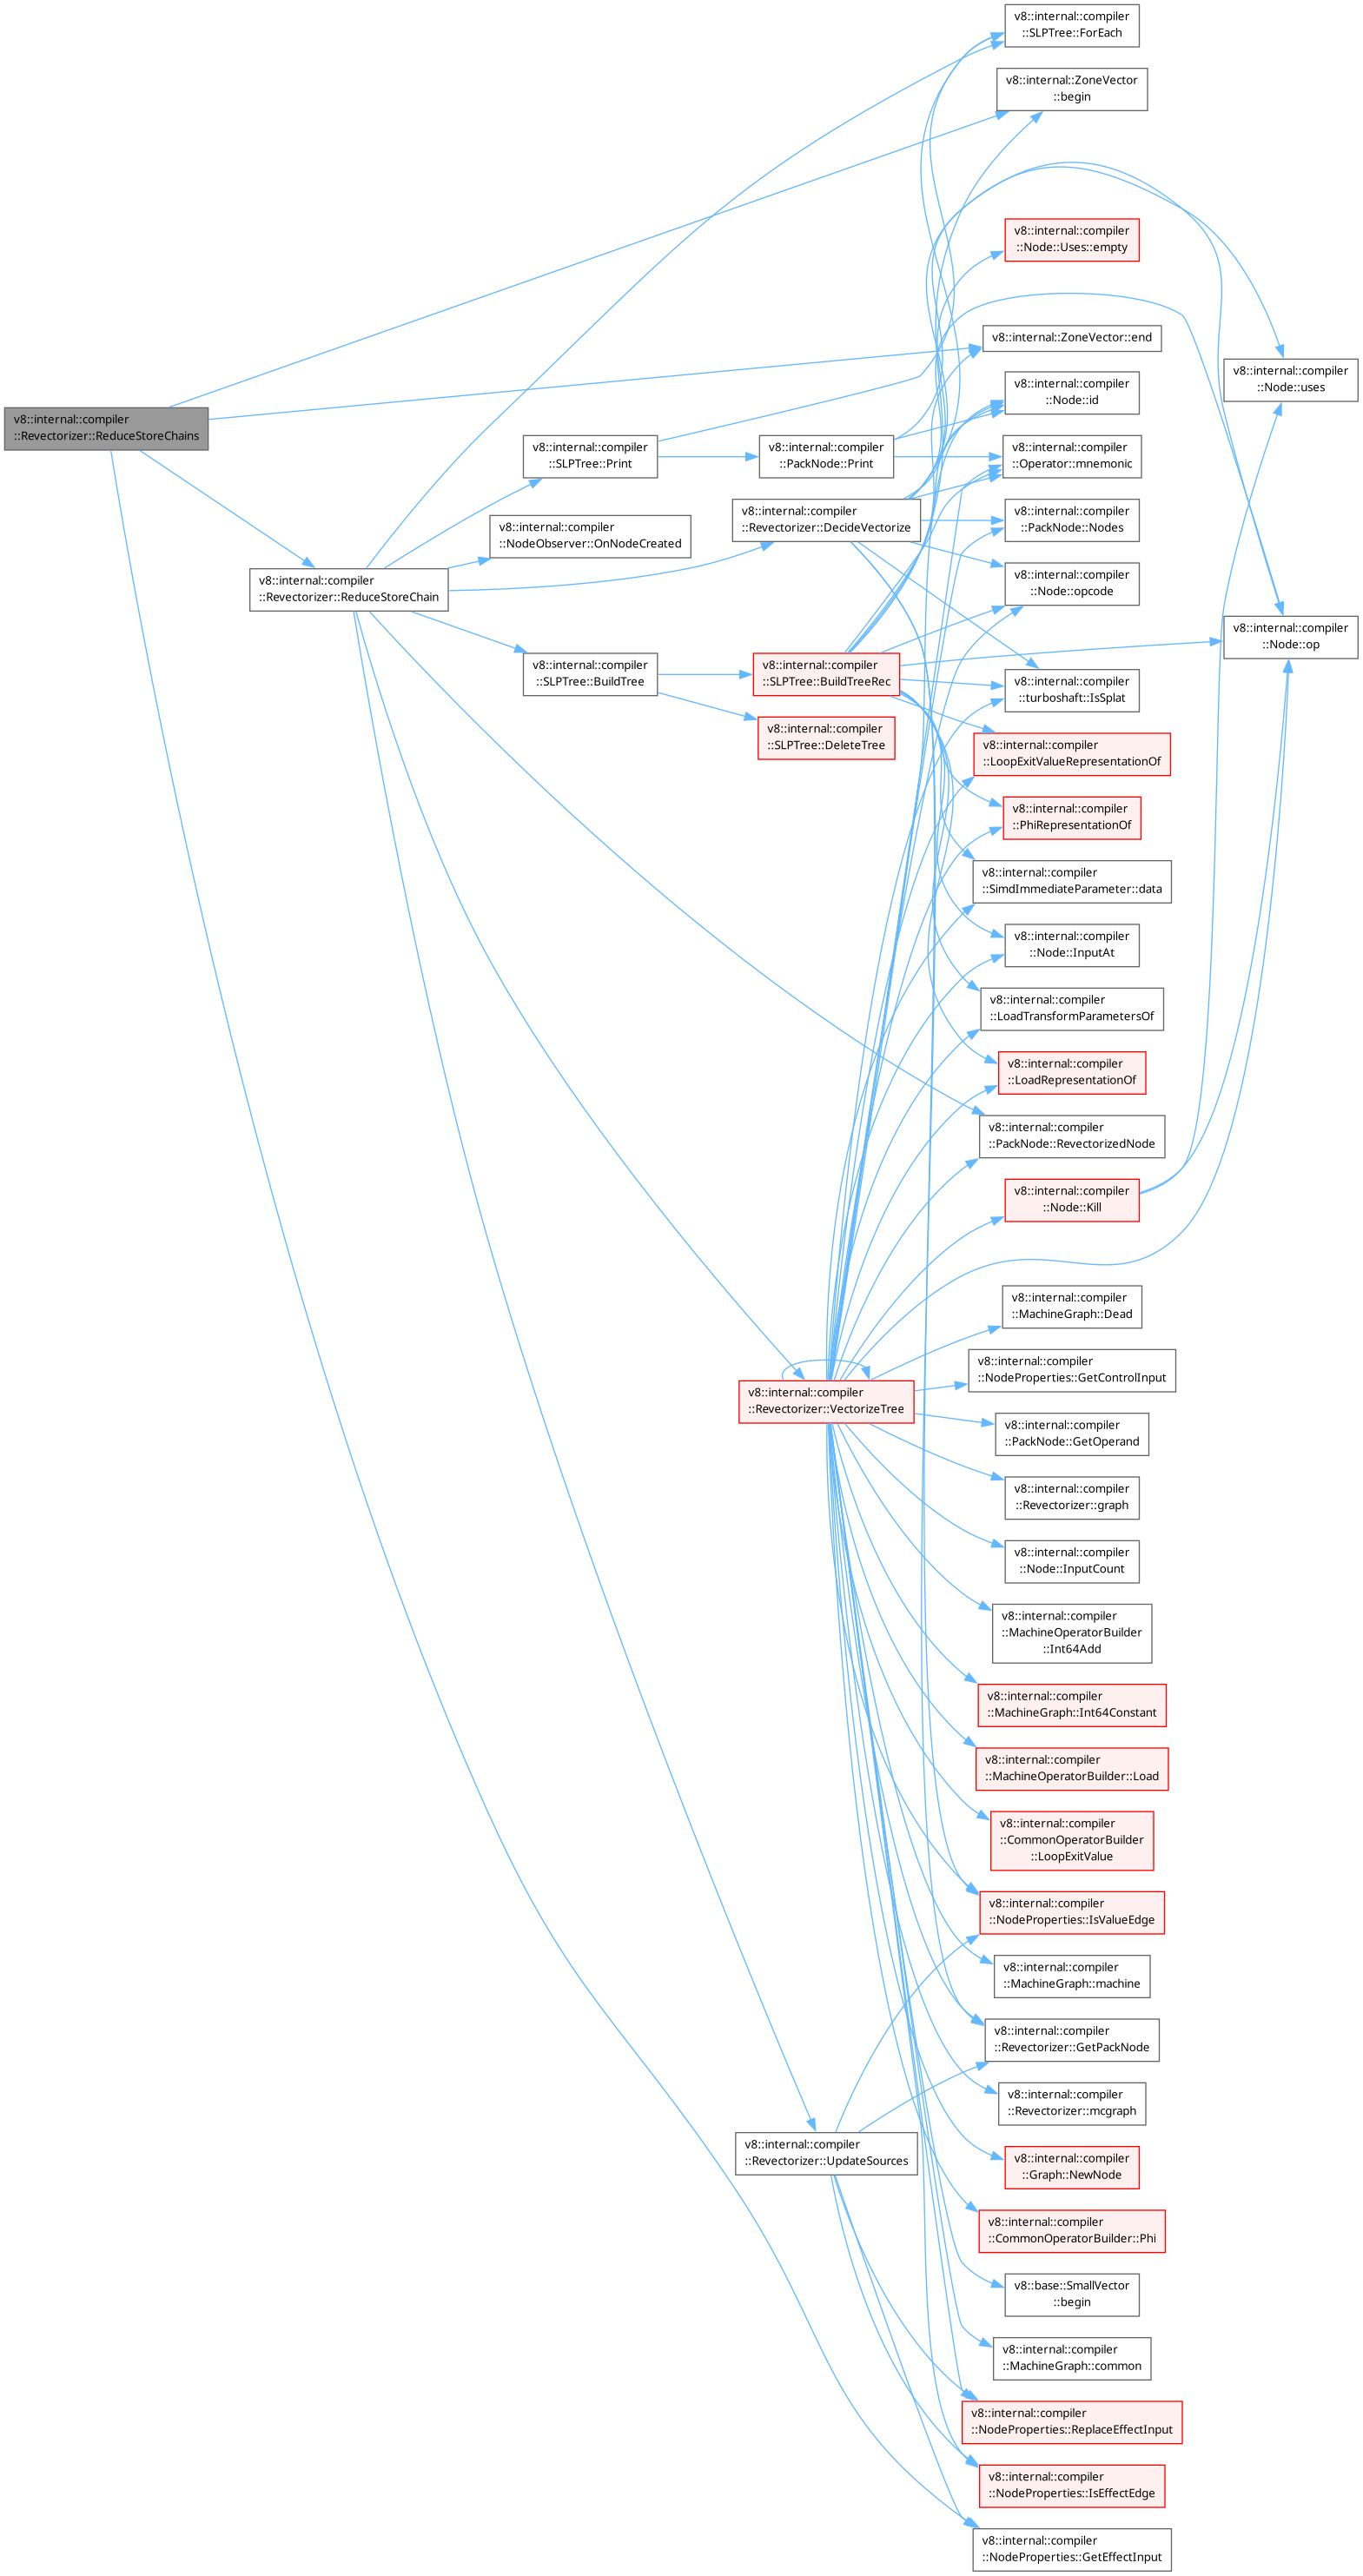 v8::internal::compiler
::SLPTree::ForEach
v8::internal::ZoneVector
::begin
v8::internal::compiler
::Node::Uses::empty
v8::internal::ZoneVector::end
v8::internal::compiler
::Node::uses
v8::internal::compiler
::Node::id
v8::internal::compiler
::Revectorizer::ReduceStoreChains
v8::internal::compiler
::SLPTree::Print
v8::internal::compiler
::PackNode::Print
v8::internal::compiler
::Operator::mnemonic
v8::internal::compiler
::NodeObserver::OnNodeCreated
v8::internal::compiler
::Revectorizer::DecideVectorize
v8::internal::compiler
::PackNode::Nodes
v8::internal::compiler
::Revectorizer::ReduceStoreChain
v8::internal::compiler
::Node::opcode
v8::internal::compiler
::Node::op
v8::internal::compiler
::SLPTree::BuildTree
v8::internal::compiler
::SLPTree::BuildTreeRec
v8::internal::compiler
::turboshaft::IsSplat
v8::internal::compiler
::SLPTree::DeleteTree
v8::internal::compiler
::LoopExitValueRepresentationOf
v8::internal::compiler
::PhiRepresentationOf
v8::internal::compiler
::SimdImmediateParameter::data
v8::internal::compiler
::Node::InputAt
v8::internal::compiler
::LoadTransformParametersOf
v8::internal::compiler
::LoadRepresentationOf
v8::internal::compiler
::PackNode::RevectorizedNode
v8::internal::compiler
::Node::Kill
v8::internal::compiler
::MachineGraph::Dead
v8::internal::compiler
::NodeProperties::GetControlInput
v8::internal::compiler
::Revectorizer::VectorizeTree
v8::internal::compiler
::PackNode::GetOperand
v8::internal::compiler
::Revectorizer::graph
v8::internal::compiler
::Node::InputCount
v8::internal::compiler
::MachineOperatorBuilder
::Int64Add
v8::internal::compiler
::MachineGraph::Int64Constant
v8::internal::compiler
::MachineOperatorBuilder::Load
v8::internal::compiler
::CommonOperatorBuilder
::LoopExitValue
v8::internal::compiler
::NodeProperties::IsValueEdge
v8::internal::compiler
::MachineGraph::machine
v8::internal::compiler
::Revectorizer::GetPackNode
v8::internal::compiler
::Revectorizer::mcgraph
v8::internal::compiler
::Revectorizer::UpdateSources
v8::internal::compiler
::Graph::NewNode
v8::internal::compiler
::CommonOperatorBuilder::Phi
v8::base::SmallVector
::begin
v8::internal::compiler
::MachineGraph::common
v8::internal::compiler
::NodeProperties::ReplaceEffectInput
v8::internal::compiler
::NodeProperties::IsEffectEdge
v8::internal::compiler
::NodeProperties::GetEffectInput